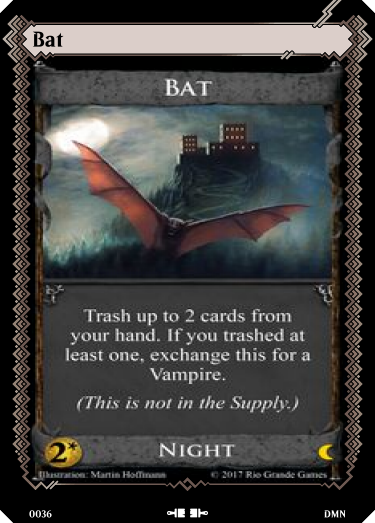 Bat
BAT
Trash up to 2 cards from
your hand. If you trashed at
least one, exchange this for a
Vampire.
(This is not in the Supply.)
2*
NIGHT
Illustration: Martin Hoffmann
© 2017 Rio Grande Games
0036
DMN